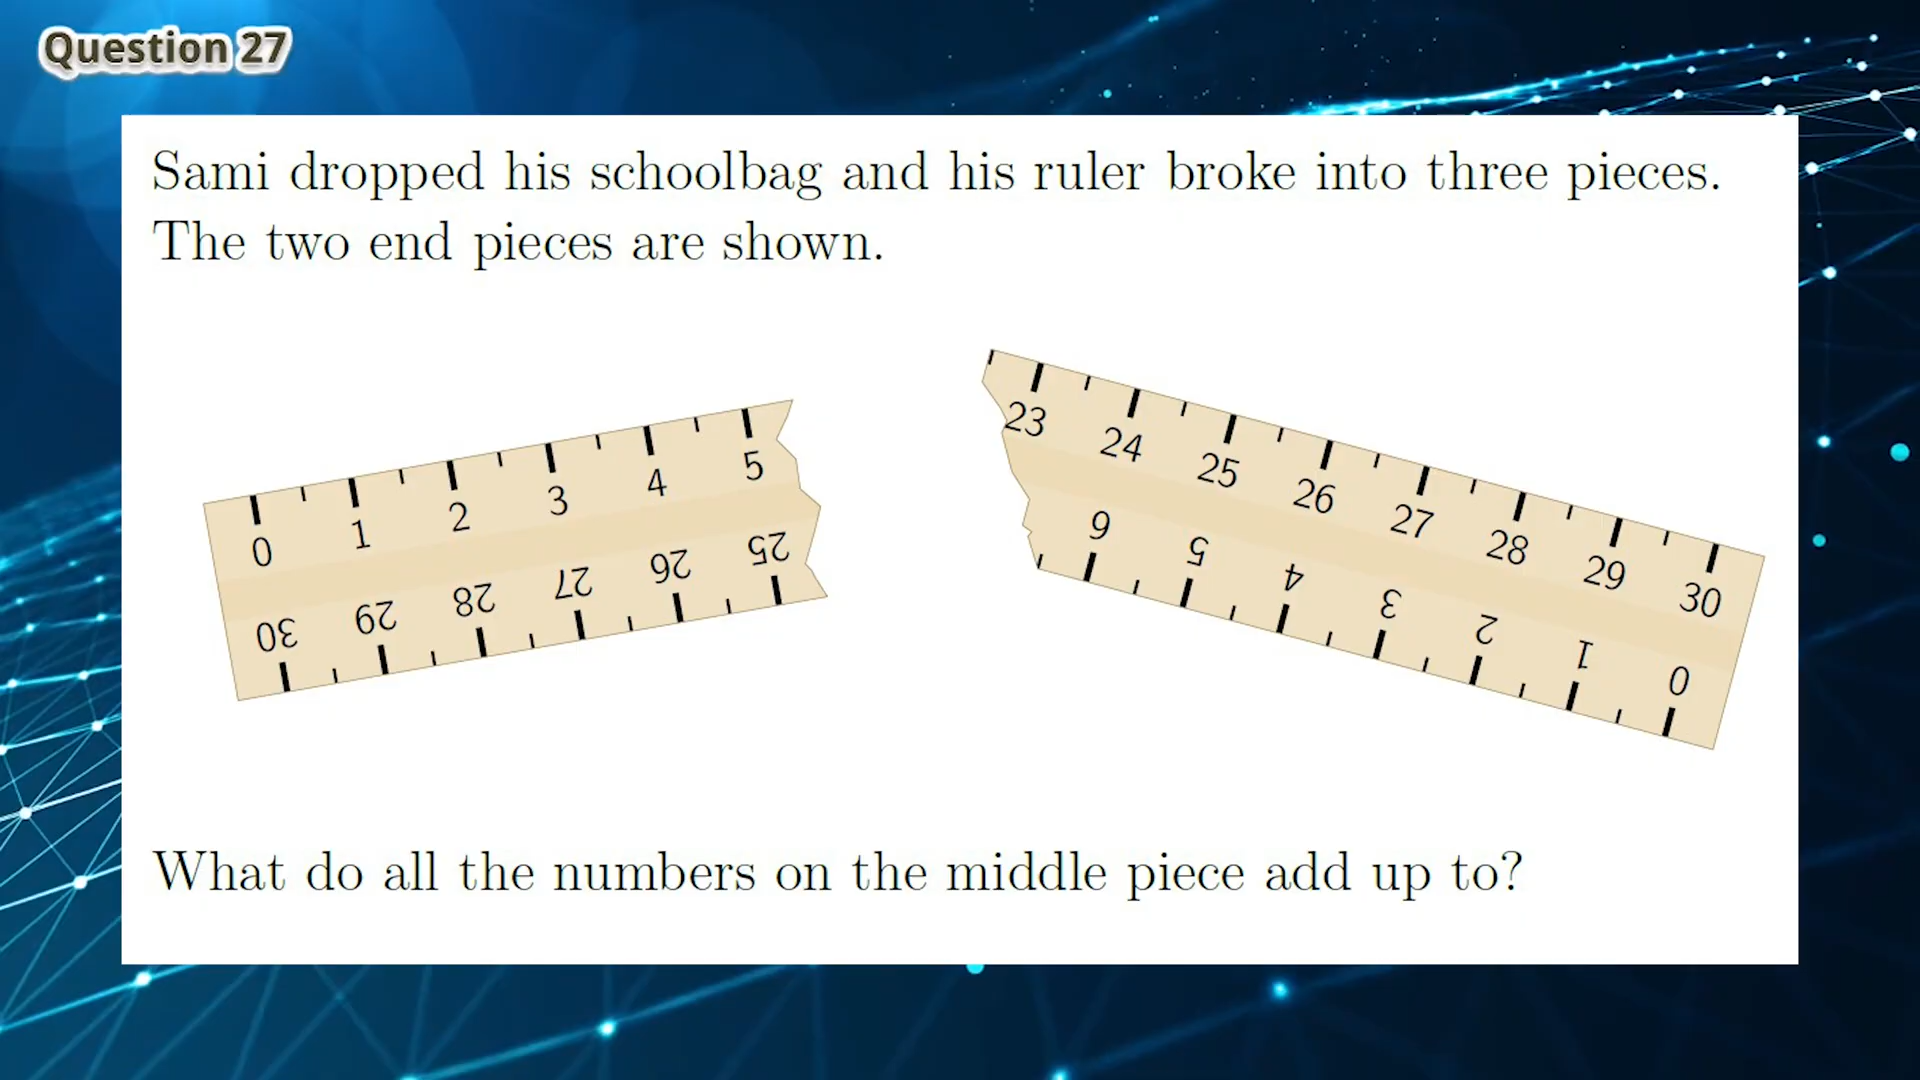 Question 27
Sami dropped his schoolbag and his ruler broke into three pieces.
The two end pieces are shown.
0 1 2 3 4 5
30 29 28 27 26 25
23 24 25 26 27 28 29 30
6 5 4 3 2 1 0
What do all the numbers on the middle piece add up to?